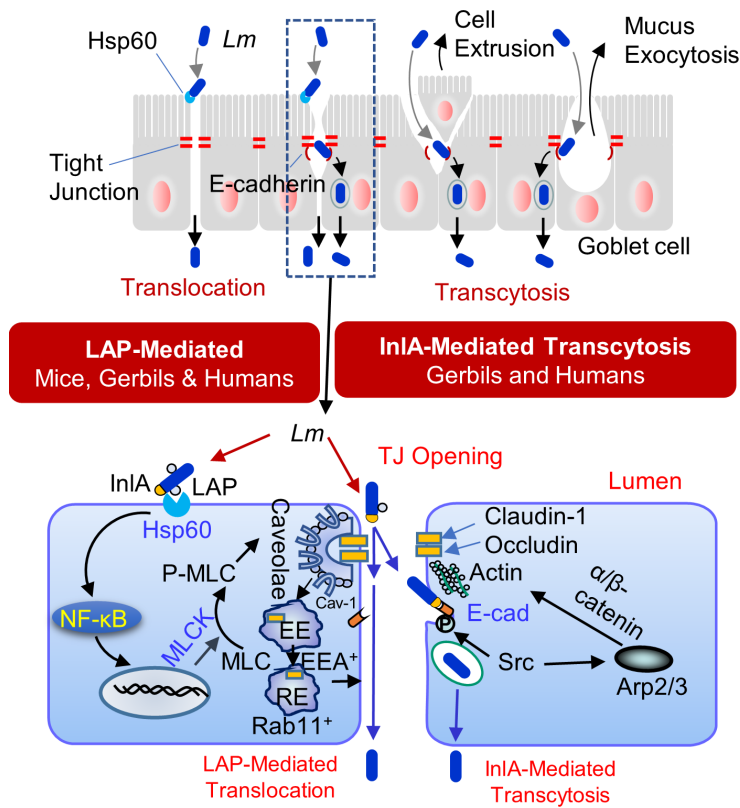 Hsp60
Lm
Cell
Extrusion
Mucus
Exocytosis
Tight
Junction
E-cadherin
Goblet cell
Translocation
Transcytosis
LAP-Mediated
Mice, Gerbils & Humans
InlA-Mediated Transcytosis
Gerbils and Humans
Lm
TJ Opening
Lumen
InlA
LAP
Hsp60
Caveolae
Claudin-1
Occludin
Actin
P-MLC
Cav-1
E-cad
α/β-
catenin
NF-κB
MLCK
EE
P
MLC
EEA+
Src
Arp2/3
RE
Rab11+
LAP-Mediated
Translocation
InlA-Mediated
Transcytosis